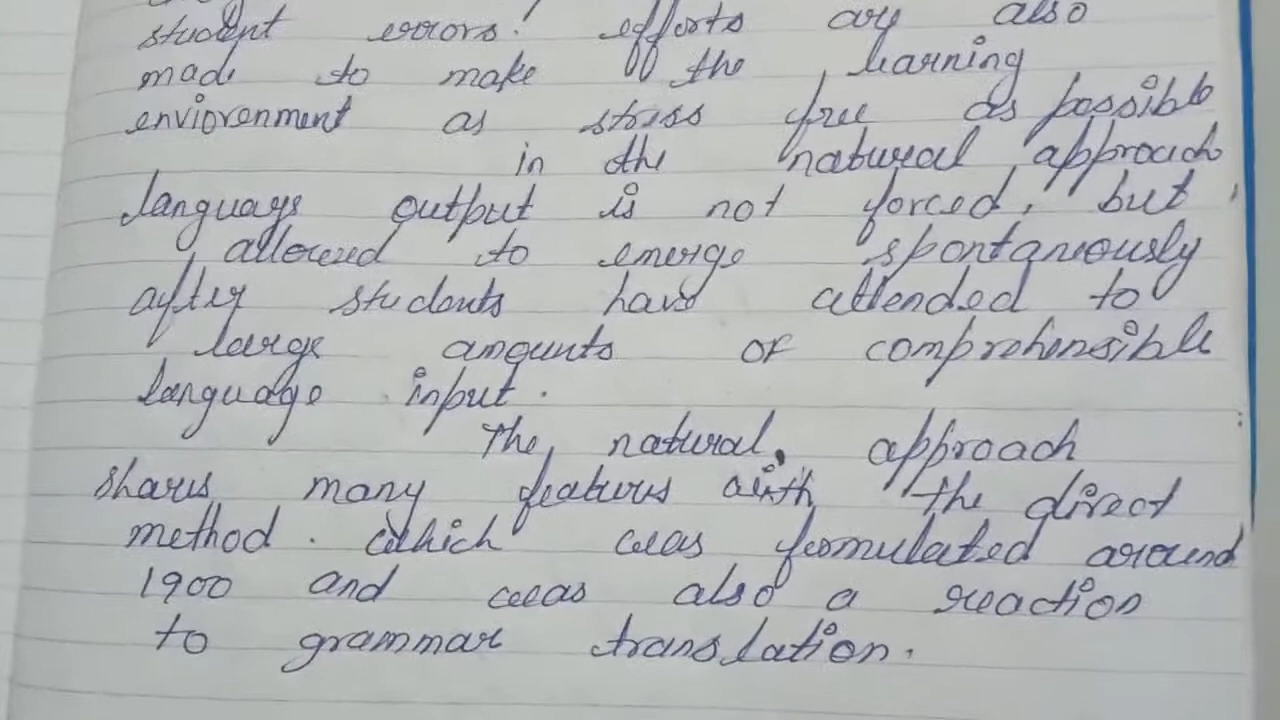 student errors. efforts are also
made to make the learning
enviorenment as stress free as possible
in the natural approach
language output is not forced, but
allowed to emerge spontaneously
after students have attended to
large amounts of comprehensible
language input.
The natural, approach
shares many features with the direct
method. which was formulated around
1900 and was also a reaction
to grammar translation.